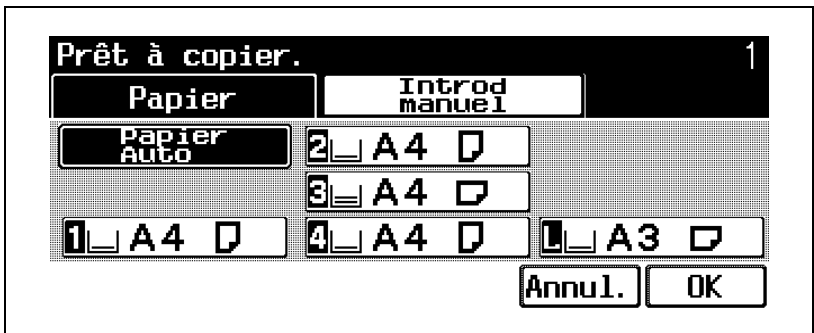 Prêt à copier. 1
Papier Introd manuel
Papier Auto 2 A4
3 A4
1 A4 4 A4 L A3
Annul. OK